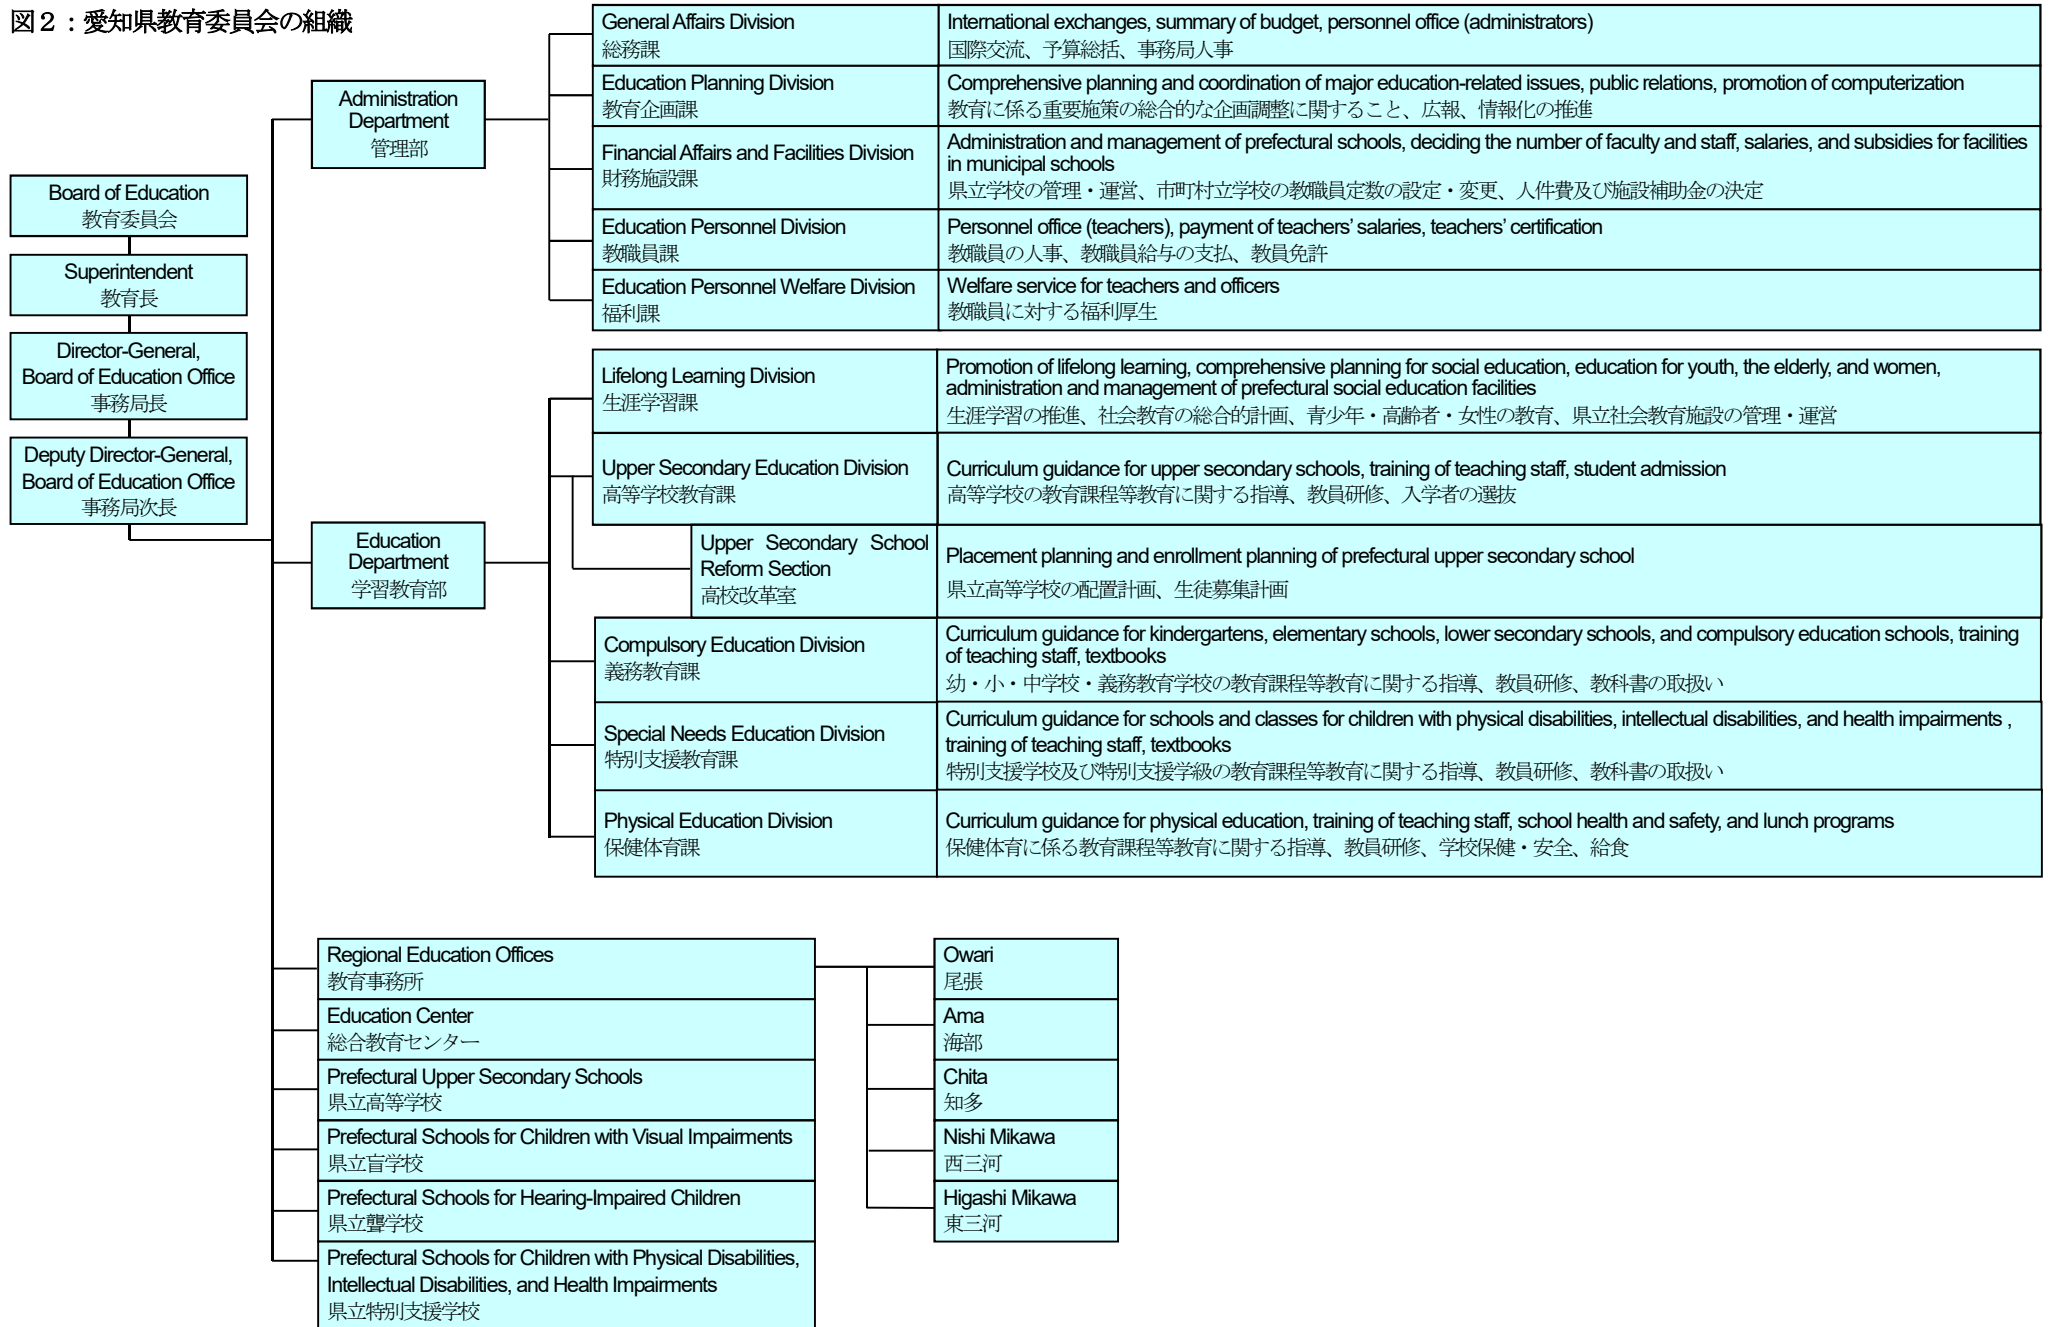 図２：愛知県教育委員会の組織
Board of Education
教育委員会
Superintendent
教育長
Director-General,
Board of Education Office
事務局長
Deputy Director-General,
Board of Education Office
事務局次長
Administration
Department
管理部
General Affairs Division
総務課
International exchanges, summary of budget, personnel office (administrators)
国際交流、予算総括、事務局人事
Education Planning Division
教育企画課
Comprehensive planning and coordination of major education-related issues, public relations, promotion of computerization
教育に係る重要施策の総合的な企画調整に関すること、広報、情報化の推進
Financial Affairs and Facilities Division
財務施設課
Administration and management of prefectural schools, deciding the number of faculty and staff, salaries, and subsidies for facilities
in municipal schools
県立学校の管理・運営、市町村立学校の教職員定数の設定・変更、人件費及び施設補助金の決定
Education Personnel Division
教職員課
Personnel office (teachers), payment of teachers’ salaries, teachers’ certification
教職員の人事、教職員給与の支払、教員免許
Education Personnel Welfare Division
福利課
Welfare service for teachers and officers
教職員に対する福利厚生
Education
Department
学習教育部
Lifelong Learning Division
生涯学習課
Promotion of lifelong learning, comprehensive planning for social education, education for youth, the elderly, and women,
administration and management of prefectural social education facilities
生涯学習の推進、社会教育の総合的計画、青少年・高齢者・女性の教育、県立社会教育施設の管理・運営
Upper Secondary Education Division
高等学校教育課
Curriculum guidance for upper secondary schools, training of teaching staff, student admission
高等学校の教育課程等教育に関する指導、教員研修、入学者の選抜
Upper Secondary School
Reform Section
高校改革室
Placement planning and enrollment planning of prefectural upper secondary school
県立高等学校の配置計画、生徒募集計画
Compulsory Education Division
義務教育課
Curriculum guidance for kindergartens, elementary schools, lower secondary schools, and compulsory education schools, training
of teaching staff, textbooks
幼・小・中学校・義務教育学校の教育課程等教育に関する指導、教員研修、教科書の取扱い
Special Needs Education Division
特別支援教育課
Curriculum guidance for schools and classes for children with physical disabilities, intellectual disabilities, and health impairments ,
training of teaching staff, textbooks
特別支援学校及び特別支援学級の教育課程等教育に関する指導、教員研修、教科書の取扱い
Physical Education Division
保健体育課
Curriculum guidance for physical education, training of teaching staff, school health and safety, and lunch programs
保健体育に係る教育課程等教育に関する指導、教員研修、学校保健・安全、給食
Regional Education Offices
教育事務所
Education Center
総合教育センター
Prefectural Upper Secondary Schools
県立高等学校
Prefectural Schools for Children with Visual Impairments
県立盲学校
Prefectural Schools for Hearing-Impaired Children
県立聾学校
Prefectural Schools for Children with Physical Disabilities,
Intellectual Disabilities, and Health Impairments
県立特別支援学校
Owari
尾張
Ama
海部
Chita
知多
Nishi Mikawa
西三河
Higashi Mikawa
東三河